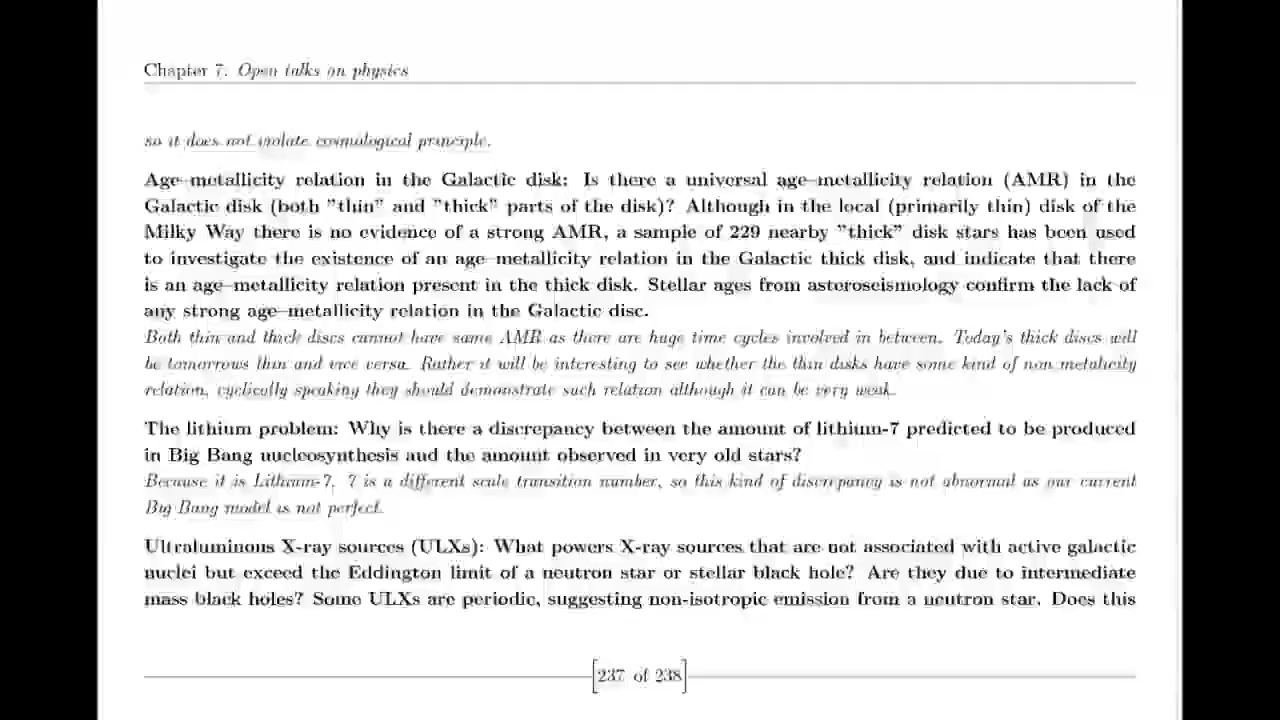 Chapter 7. Open talks on physics
so it does not violate cosmological principle.
Age–metallicity relation in the Galactic disk: Is there a universal age–metallicity relation (AMR) in the
Galactic disk (both "thin" and "thick" parts of the disk)? Although in the local (primarily thin) disk of the
Milky Way there is no evidence of a strong AMR, a sample of 229 nearby "thick" disk stars has been used
to investigate the existence of an age–metallicity relation in the Galactic thick disk, and indicate that there
is an age–metallicity relation present in the thick disk. Stellar ages from asteroseismology confirm the lack of
any strong age–metallicity relation in the Galactic disc.
Both thin and thick discs cannot have same AMR as there are huge time cycles involved in between. Today's thick discs will
be tomorrows thin and vice versa. Rather it will be interesting to see whether the thin disks have some kind of non metalicity
relation, cyclically speaking they should demonstrate such relation although it can be very weak.
The lithium problem: Why is there a discrepancy between the amount of lithium-7 predicted to be produced
in Big Bang nucleosynthesis and the amount observed in very old stars?
Because it is Lithium-7, 7 is a different scale transition number, so this kind of discrepancy is not abnormal as our current
Big Bang model is not perfect.
Ultraluminous X-ray sources (ULXs): What powers X-ray sources that are not associated with active galactic
nuclei but exceed the Eddington limit of a neutron star or stellar black hole? Are they due to intermediate
mass black holes? Some ULXs are periodic, suggesting non-isotropic emission from a neutron star. Does this
[237 of 238]